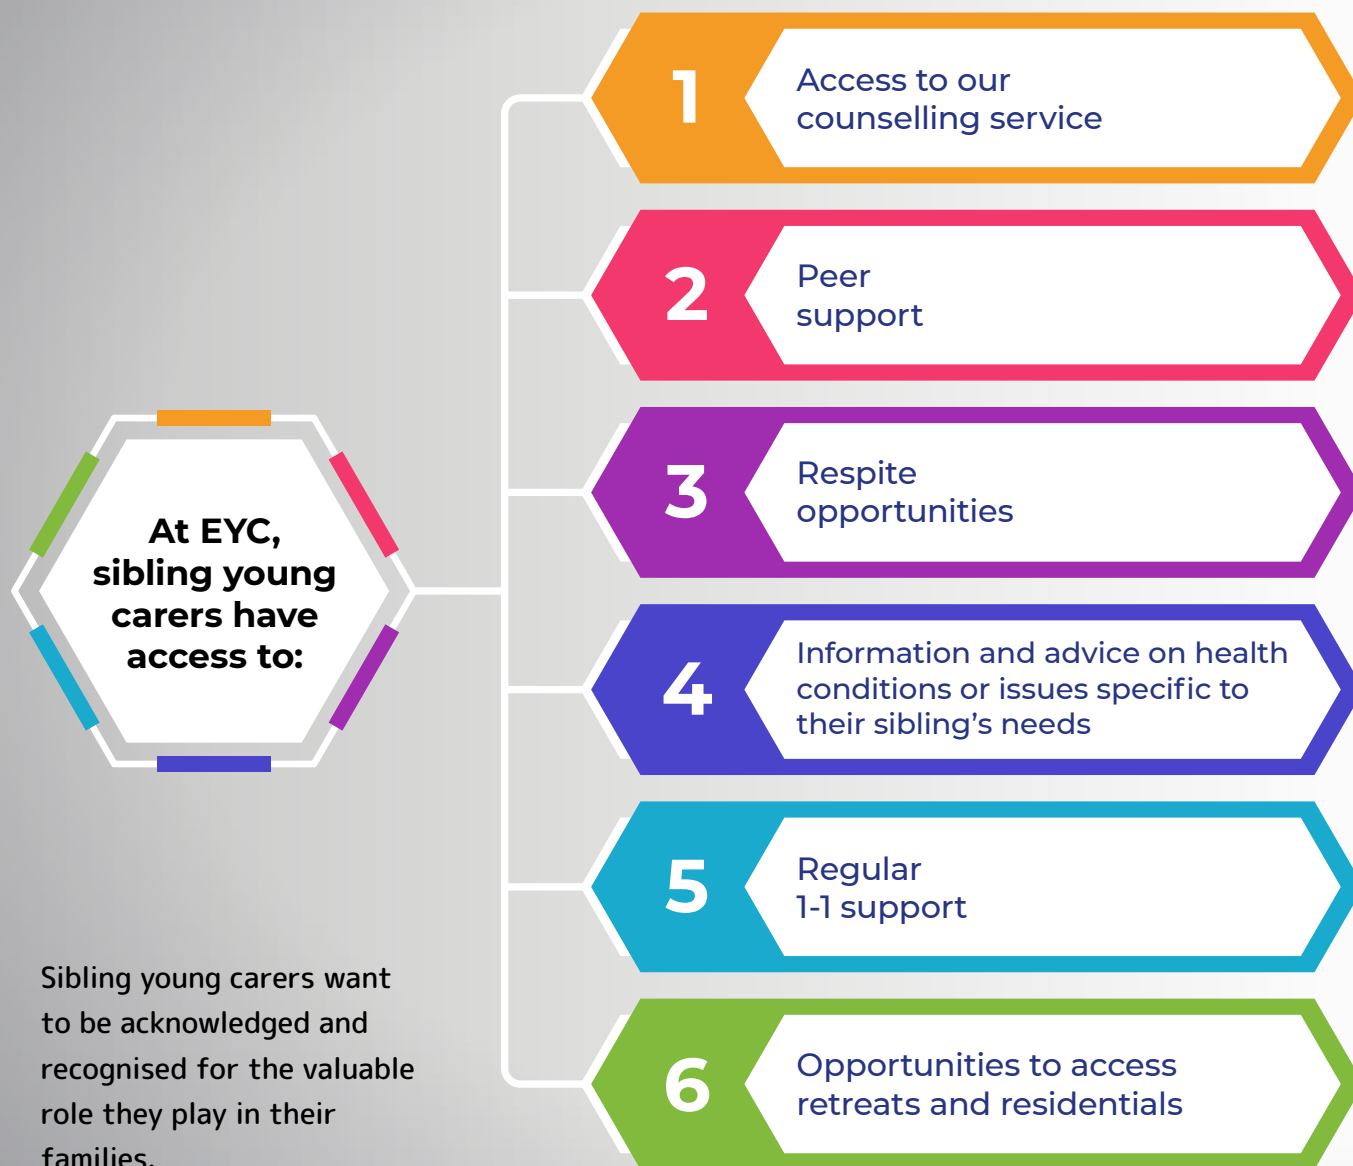 At EYC,
sibling young
carers have
access to:
1
Access to our
counselling service
2
Peer
support
3
Respite
opportunities
4
Information and advice on health
conditions or issues specific to
their sibling’s needs
5
Regular
1-1 support
6
Opportunities to access
retreats and residentials
Sibling young carers want
to be acknowledged and
recognised for the valuable
role they play in their
families.